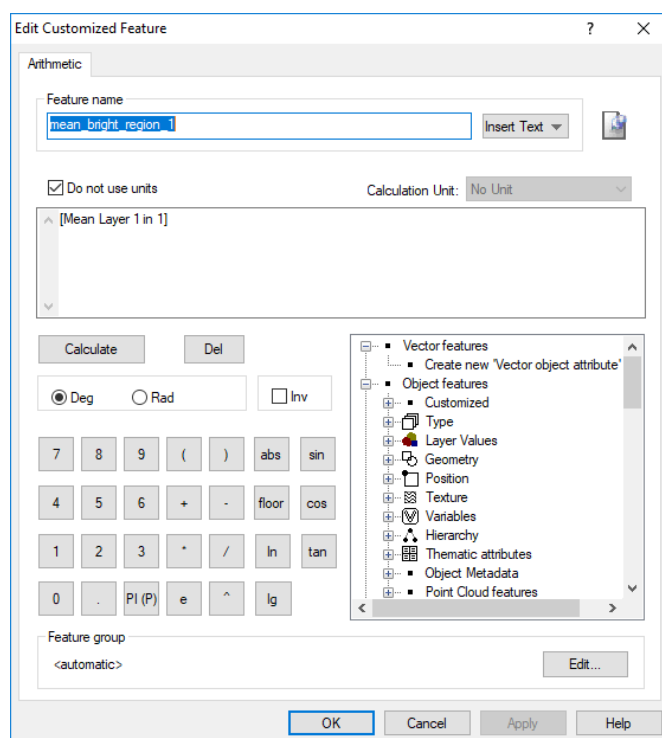 Edit Customized Feature ? ×
Arithmetic
Feature name
mean_bright_region_1
Insert Text
Do not use units
Calculation Unit: No Unit
[Mean Layer 1 in 1]
Calculate Del
Deg Rad Inv
7 8 9 ( ) abs sin
4 5 6 + - floor cos
1 2 3 * / ln tan
0 . PI (P) e ^ lg
Vector features
Create new 'Vector object attribute'
Object features
Customized
Type
Layer Values
Geometry
Position
Texture
Variables
Hierarchy
Thematic attributes
Object Metadata
Point Cloud features
Feature group
<automatic>
Edit...
OK Cancel Apply Help